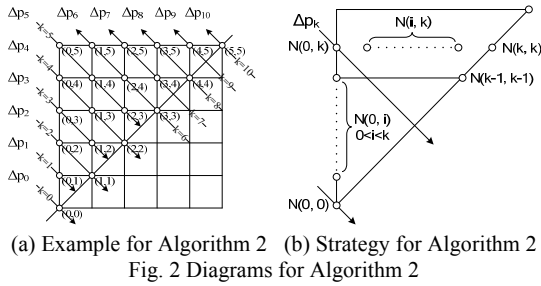 Δp₅ Δp₆ Δp₇ Δp₈ Δp₉ Δp₁₀
-k=5- (0,5) (1,5) (2,5) (3,5) (4,5) (5,5)
Δp₄
-k=4- (0,4) (1,4) (2,4) (3,4) (4,4) -k=10-
Δp₃ k=9-
-k=3- (0,3) (1,3) (2,3) (3,3) k=8-
Δp₂ k=7-
-k=2- (0,2) (1,2) (2,2) -k=6-
Δp₁
-k=1- (0,1) (1,1)
Δp₀
-k=0- (0,0)
(a) Example for Algorithm 2
Δpₖ
N(i, k)
N(0, k)
N(k, k)
N(k-1, k-1)
N(0, i)
0<i<k
N(0, 0)
(b) Strategy for Algorithm 2
Fig. 2 Diagrams for Algorithm 2